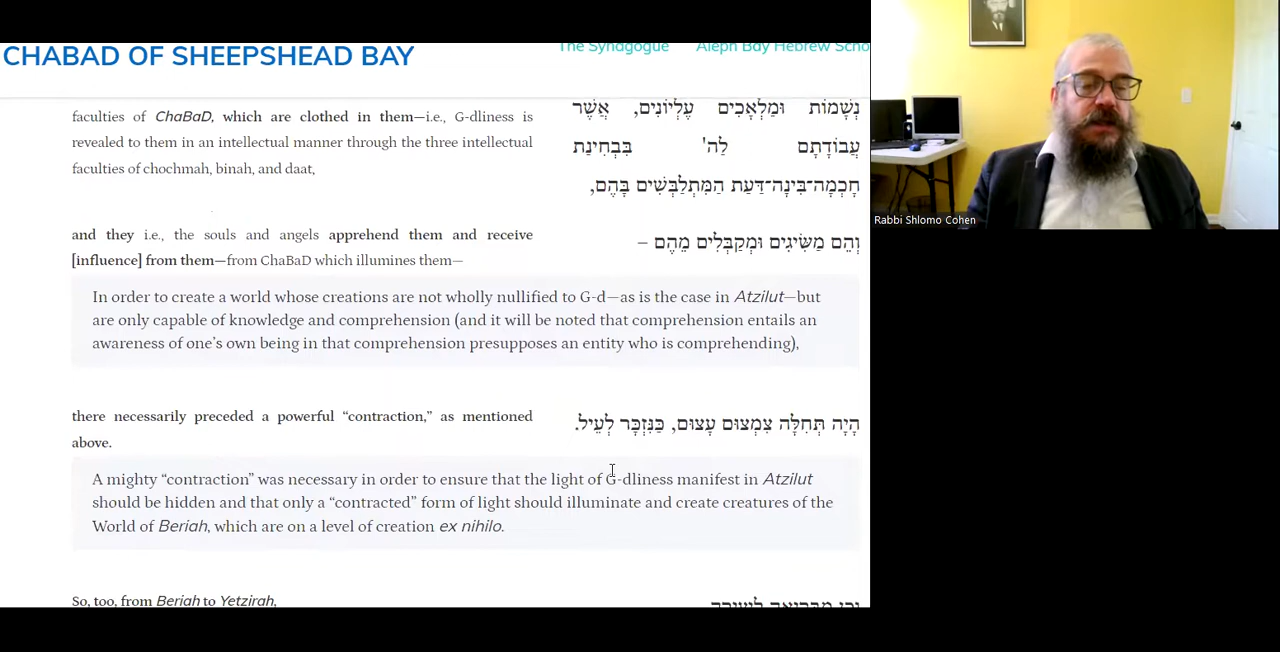 CHABAD OF SHEEPSHEAD BAY
The Synagogue
Aleph Bay Hebrew Scho
faculties of ChaBaD, which are clothed in them—i.e., G-dliness is
revealed to them in an intellectual manner through the three intellectual
faculties of chochmah, binah, and daat,
נְשָׁמוֹת וּמַלְאָכִים עֶלְיוֹנִים, אֲשֶׁר
עֲבוֹדָתָם לַה' בִּבְחִינַת
חָכְמָה־בִּינָה־דַּעַת הַמִּתְלַבְּשִׁים בָּהֶם,
and they i.e., the souls and angels apprehend them and receive
[influence] from them—from ChaBaD which illumines them—
וְהֵם מַשִּׂיגִים וּמְקַבְּלִים מֵהֶם –
In order to create a world whose creations are not wholly nullified to G-d—as is the case in Atzilut—but
are only capable of knowledge and comprehension (and it will be noted that comprehension entails an
awareness of one's own being in that comprehension presupposes an entity who is comprehending),
there necessarily preceded a powerful “contraction,” as mentioned
above.
הָיָה תְּחִלָּה צִמְצוּם עָצוּם, כַּנִּזְכָּר לְעֵיל.
A mighty “contraction” was necessary in order to ensure that the light of G-dliness manifest in Atzilut
should be hidden and that only a “contracted” form of light should illuminate and create creatures of the
World of Beriah, which are on a level of creation ex nihilo.
So, too, from Beriah to Yetzirah,
Rabbi Shlomo Cohen